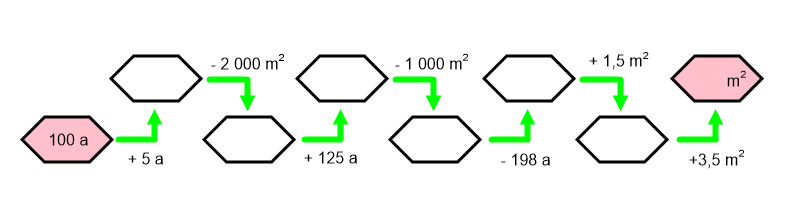 100 a
+ 5 a
- 2 000 m²
+ 125 a
- 1 000 m²
- 198 a
+ 1,5 m²
+3,5 m²
m²